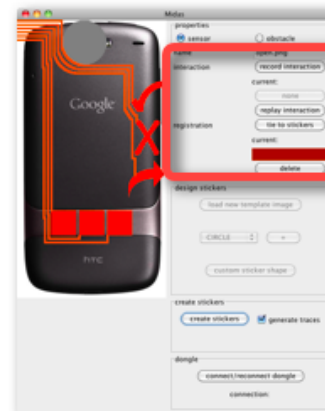 Midas
properties
sensor obstacle
name open.png
interaction record interaction
current:
none
replay interaction
registration tie to stickers
current:
delete
design stickers
load new template image
CIRCLE +
custom sticker shape
create stickers
create stickers generate traces
dongle
connect/reconnect dongle
connection:
Google
hTC